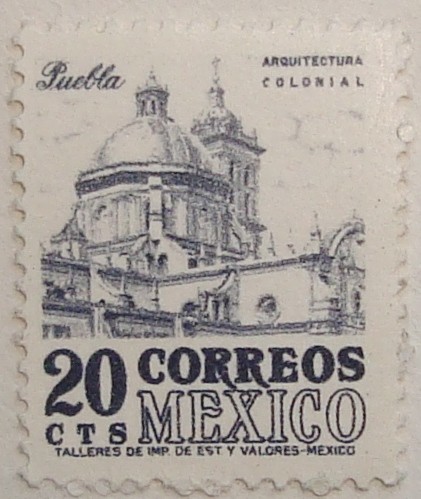 Puebla
ARQUITECTURA
COLONIAL
20 CTS
CORREOS
MEXICO
TALLERES DE IMP. DE EST. Y VALORES-MEXICO